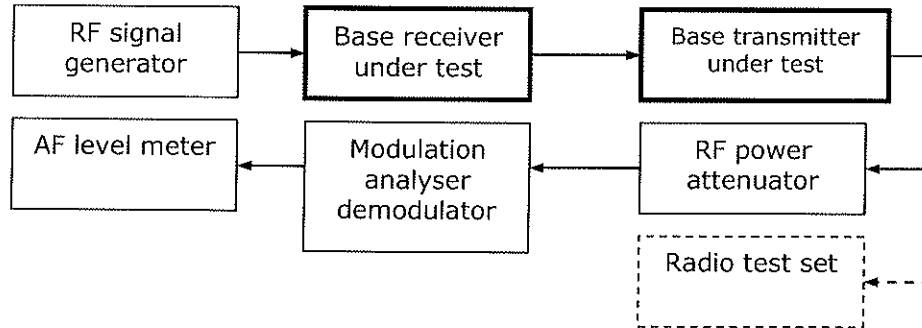 RF signal
generator
Base receiver
under test
Base transmitter
under test
AF level meter
Modulation
analyser
demodulator
RF power
attenuator
Radio test set